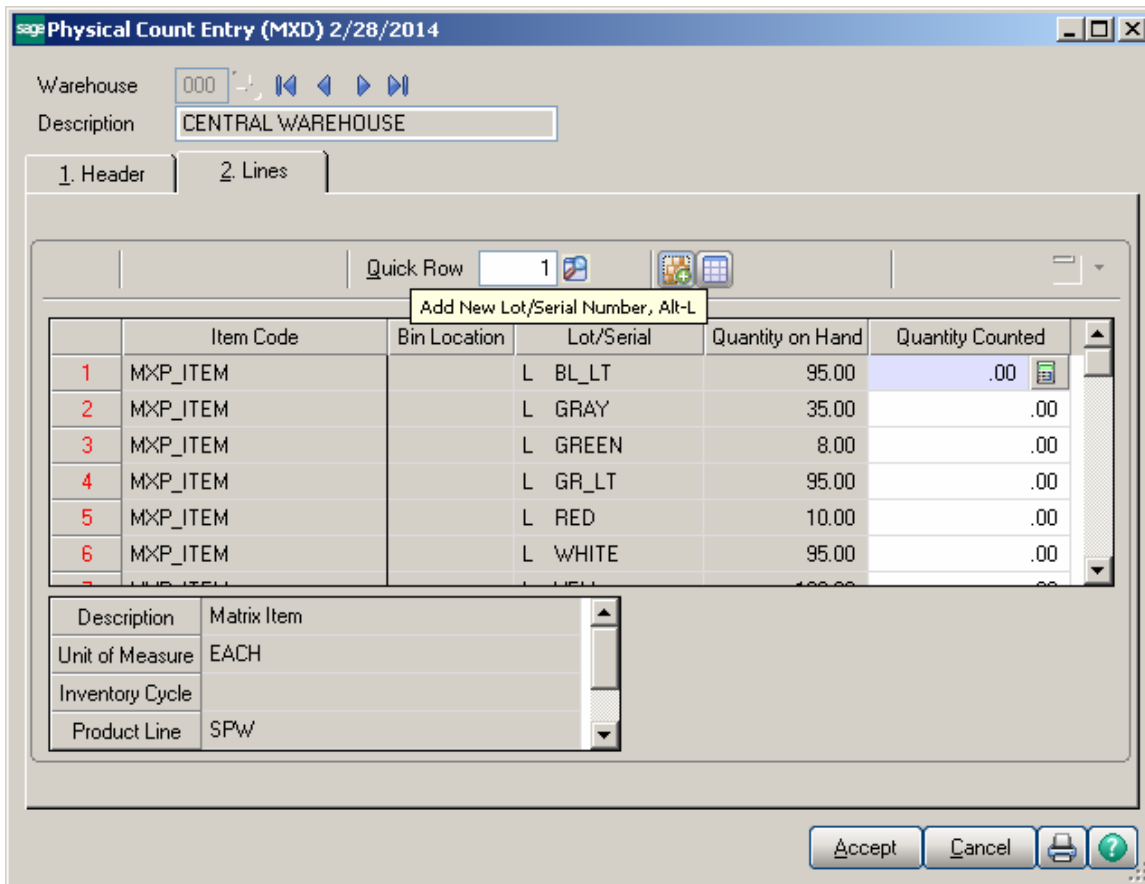 sage Physical Count Entry (MXD) 2/28/2014
Warehouse 000
Description CENTRAL WAREHOUSE
1. Header 2. Lines
Quick Row 1
Add New Lot/Serial Number, Alt-L
Item Code Bin Location Lot/Serial Quantity on Hand Quantity Counted
1 MXP_ITEM L BL_LT 95.00 .00
2 MXP_ITEM L GRAY 35.00 .00
3 MXP_ITEM L GREEN 8.00 .00
4 MXP_ITEM L GR_LT 95.00 .00
5 MXP_ITEM L RED 10.00 .00
6 MXP_ITEM L WHITE 95.00 .00
Description Matrix Item
Unit of Measure EACH
Inventory Cycle
Product Line SPW
Accept Cancel